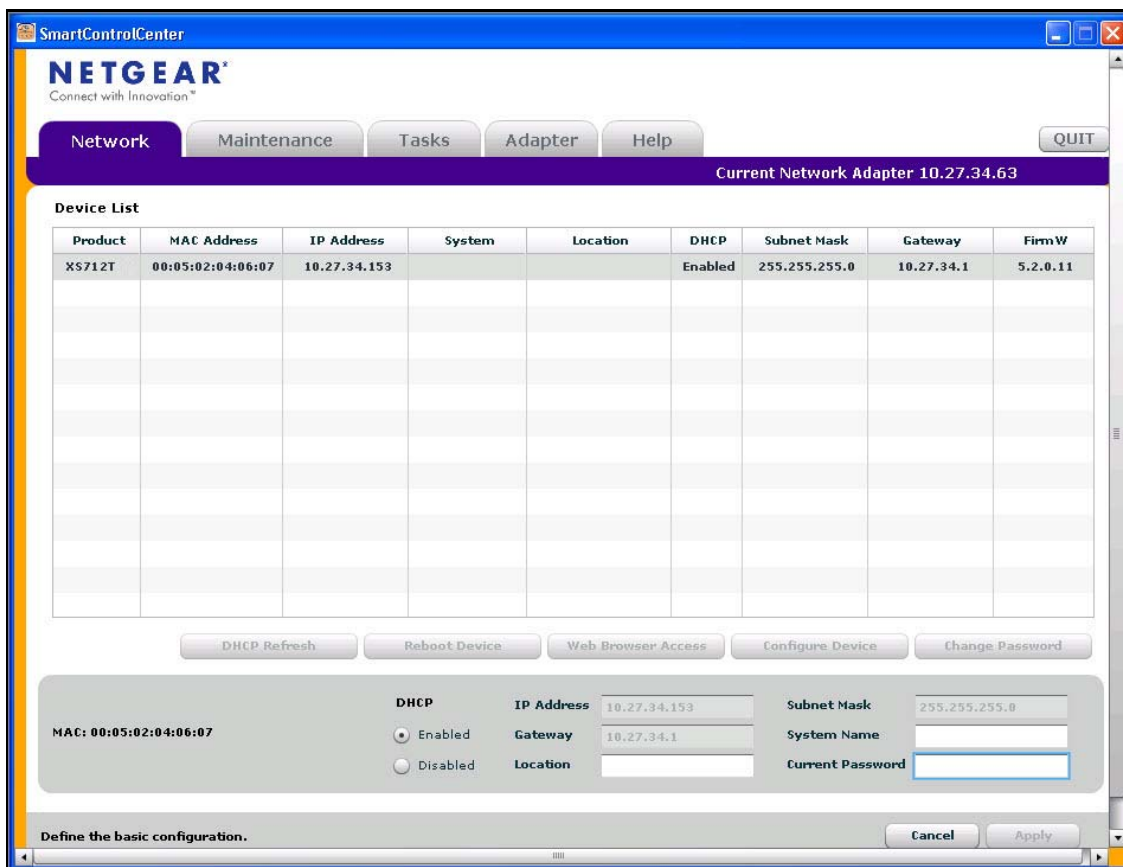 SmartControlCenter
NETGEAR®
Connect with Innovation™
Network Maintenance Tasks Adapter Help QUIT
Current Network Adapter 10.27.34.63
Device List
Product MAC Address IP Address System Location DHCP Subnet Mask Gateway FirmW
XS712T 00:05:02:04:06:07 10.27.34.153 Enabled 255.255.255.0 10.27.34.1 5.2.0.11
DHCP Refresh Reboot Device Web Browser Access Configure Device Change Password
DHCP IP Address 10.27.34.153 Subnet Mask 255.255.255.0
MAC: 00:05:02:04:06:07 Enabled Gateway 10.27.34.1 System Name
Disabled Location Current Password
Define the basic configuration. Cancel Apply